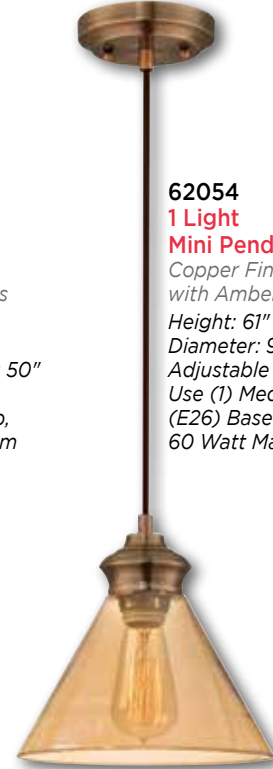 62054
1 Light
Mini Pend
Copper Fin
with Amber
s
Height: 61"
Diameter: 9
50"
Adjustable
Use (1) Med
(E26) Base
60 Watt Ma
m